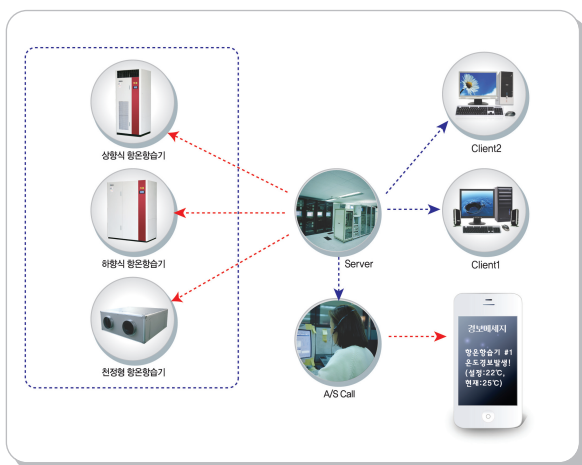 상향식 항온항습기
하향식 항온항습기
천정형 항온항습기
Server
A/S Call
Client2
Client1
경보메세지
항온항습기 #1
온도경보발생!
(설정:22℃,
현재:25℃)